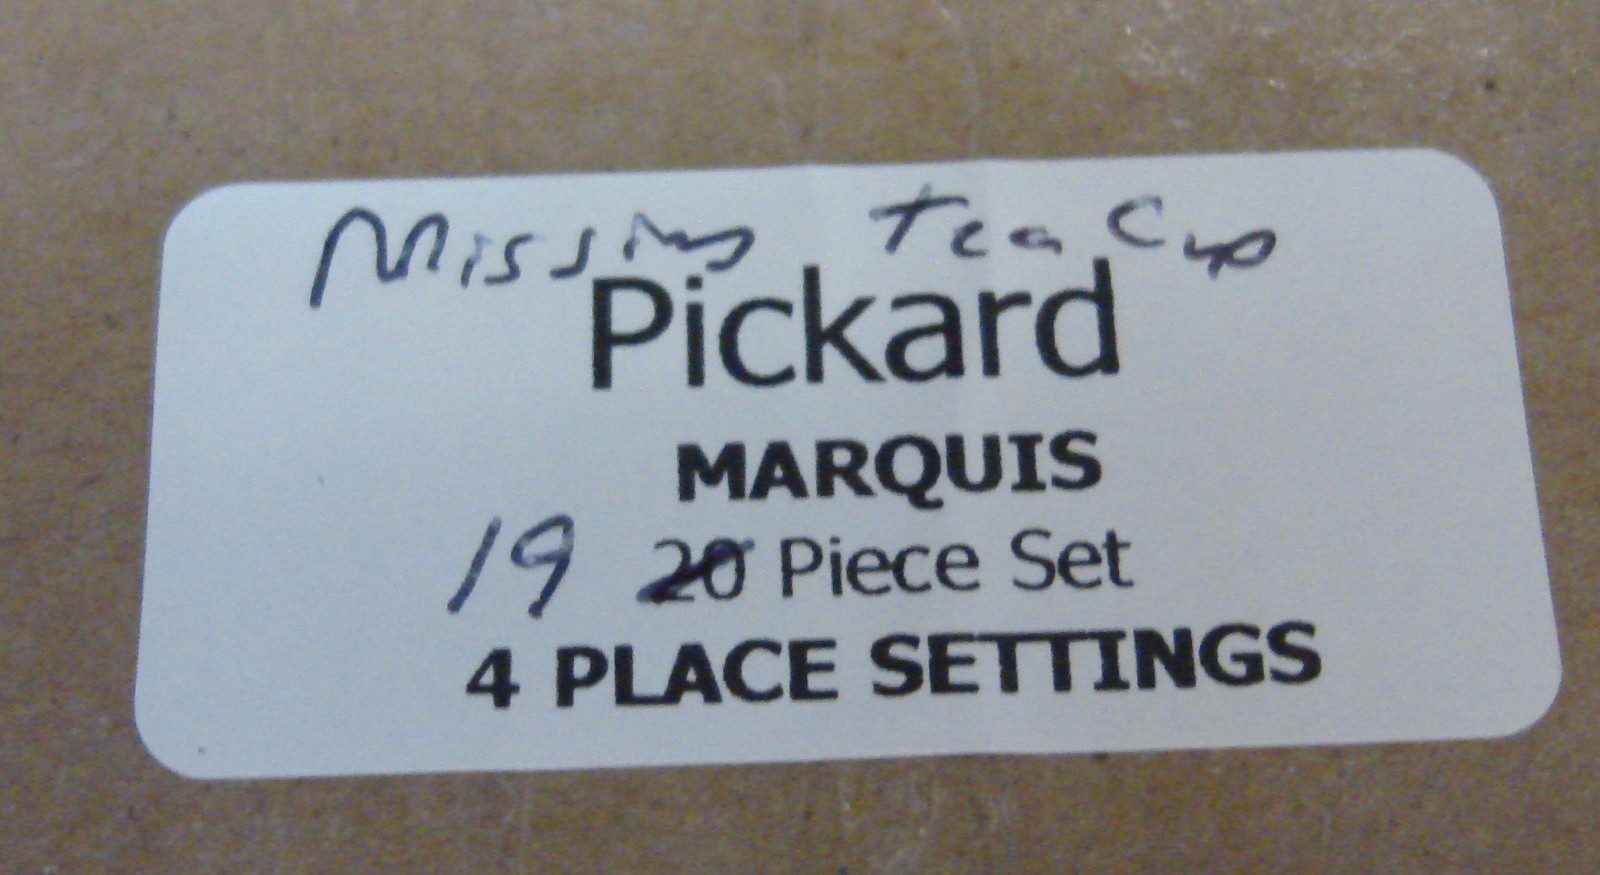 Missing Tea Cup
Pickard
MARQUIS
19 20 Piece Set
4 PLACE SETTINGS